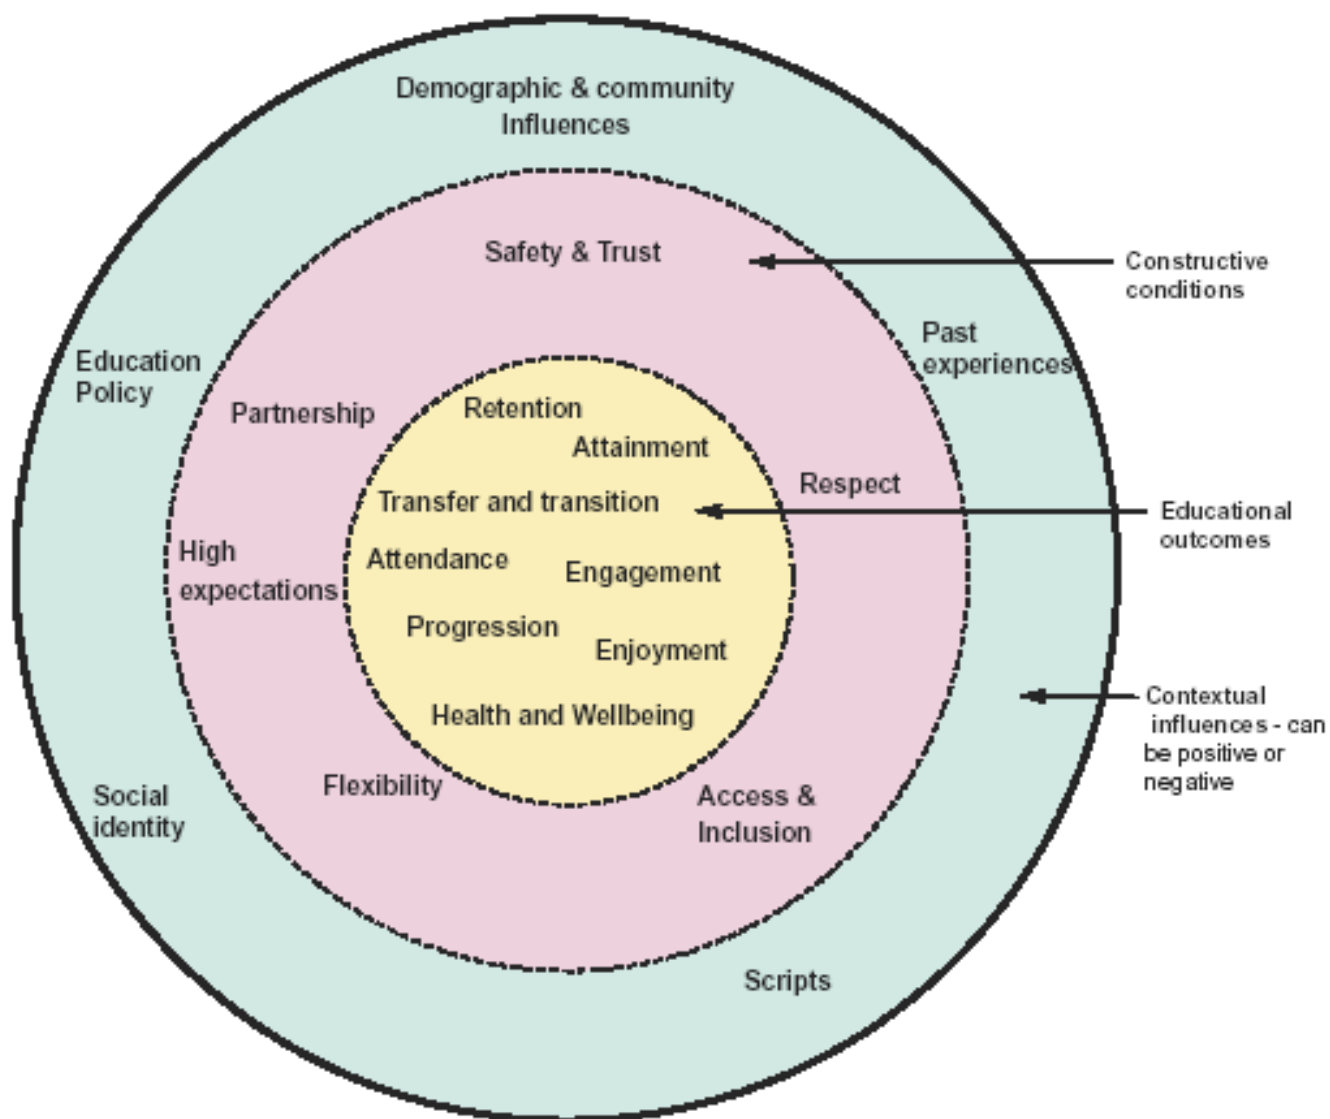 Demographic & community
Influences
Safety & Trust
Constructive
conditions
Past
experiences
Education
Policy
Partnership
Retention
Attainment
Respect
Transfer and transition
Educational
outcomes
High
expectations
Attendance
Engagement
Progression
Enjoyment
Health and Wellbeing
Contextual
influences - can
be positive or
negative
Flexibility
Access &
Inclusion
Social
identity
Scripts